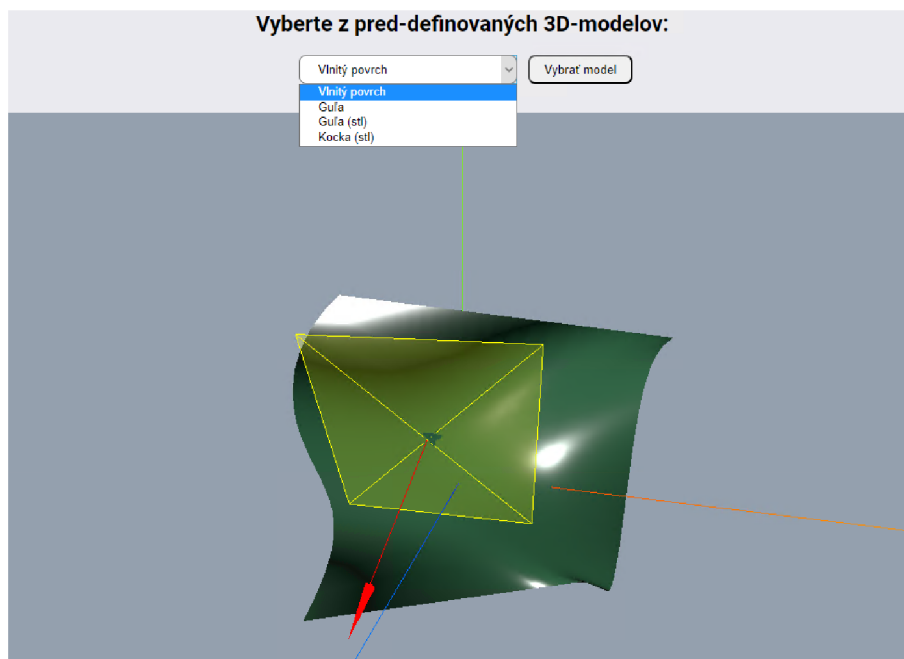 Vyberte z pred-definovaných 3D-modelov:
Vlnitý povrch
Vybrať model
Vlnitý povrch
Guľa
Guľa (stl)
Kocka (stl)